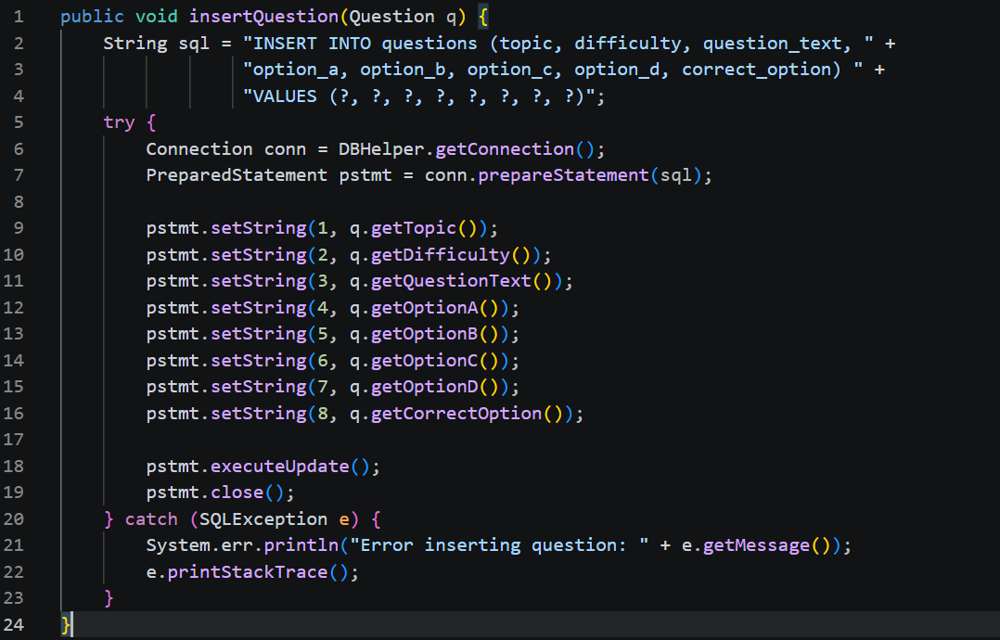 1 public void insertQuestion(Question q) {
2     String sql = "INSERT INTO questions (topic, difficulty, question_text, " +
3                  "option_a, option_b, option_c, option_d, correct_option) " +
4                  "VALUES (?, ?, ?, ?, ?, ?, ?, ?)";
5     try {
6         Connection conn = DBHelper.getConnection();
7         PreparedStatement pstmt = conn.prepareStatement(sql);
8
9         pstmt.setString(1, q.getTopic());
10         pstmt.setString(2, q.getDifficulty());
11         pstmt.setString(3, q.getQuestionText());
12         pstmt.setString(4, q.getOptionA());
13         pstmt.setString(5, q.getOptionB());
14         pstmt.setString(6, q.getOptionC());
15         pstmt.setString(7, q.getOptionD());
16         pstmt.setString(8, q.getCorrectOption());
17
18         pstmt.executeUpdate();
19         pstmt.close();
20     } catch (SQLException e) {
21         System.err.println("Error inserting question: " + e.getMessage());
22         e.printStackTrace();
23     }
24 }